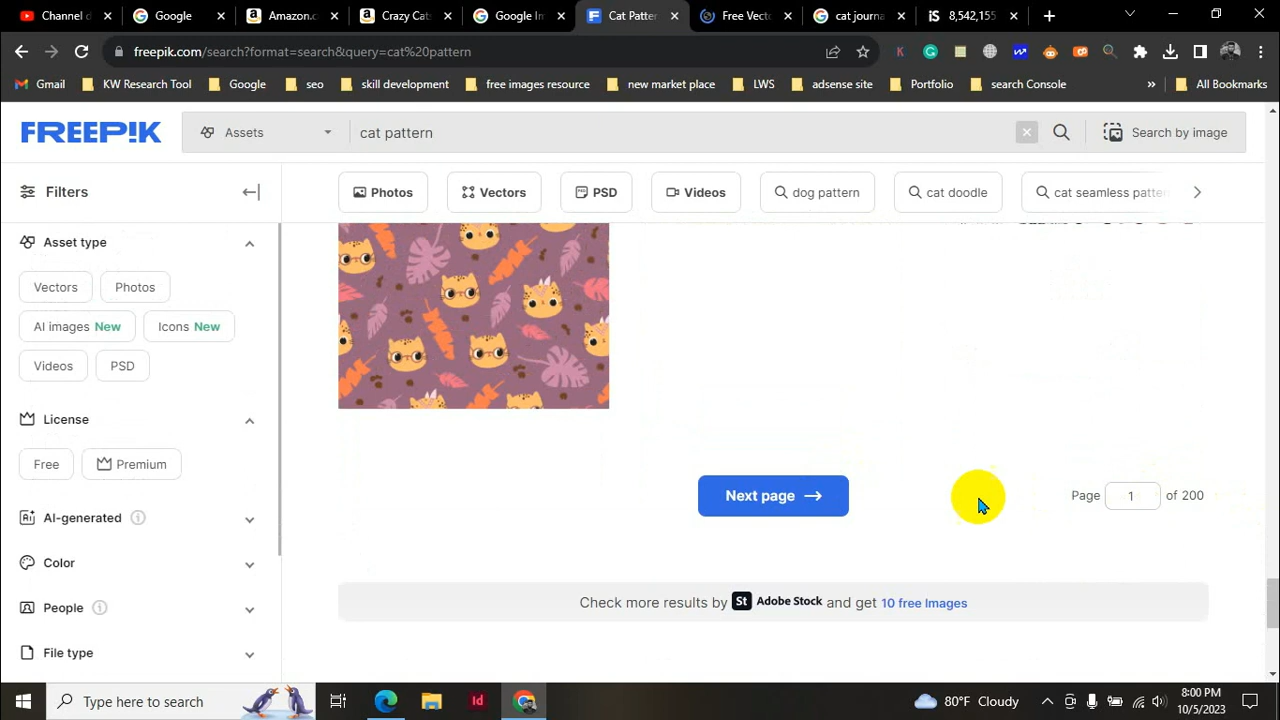 Channel d
Google
Amazon.c
Crazy Cats
Google Im
Cat Patter
Free Vect
cat journa
8,542,155
freepik.com/search?format=search&query=cat%20pattern
Gmail
KW Research Tool
Google
seo
skill development
free images resource
new market place
LWS
adsense site
Portfolio
search Console
All Bookmarks
FREEPIK
Assets
cat pattern
Search by image
Filters
Photos
Vectors
PSD
Videos
dog pattern
cat doodle
cat seamless patte
Asset type
Vectors
Photos
AI images New
Icons New
Videos
PSD
License
Free
Premium
AI-generated
Color
People
File type
Next page
Page 1 of 200
Check more results by St Adobe Stock and get 10 free Images
Type here to search
80°F Cloudy
8:00 PM
10/5/2023